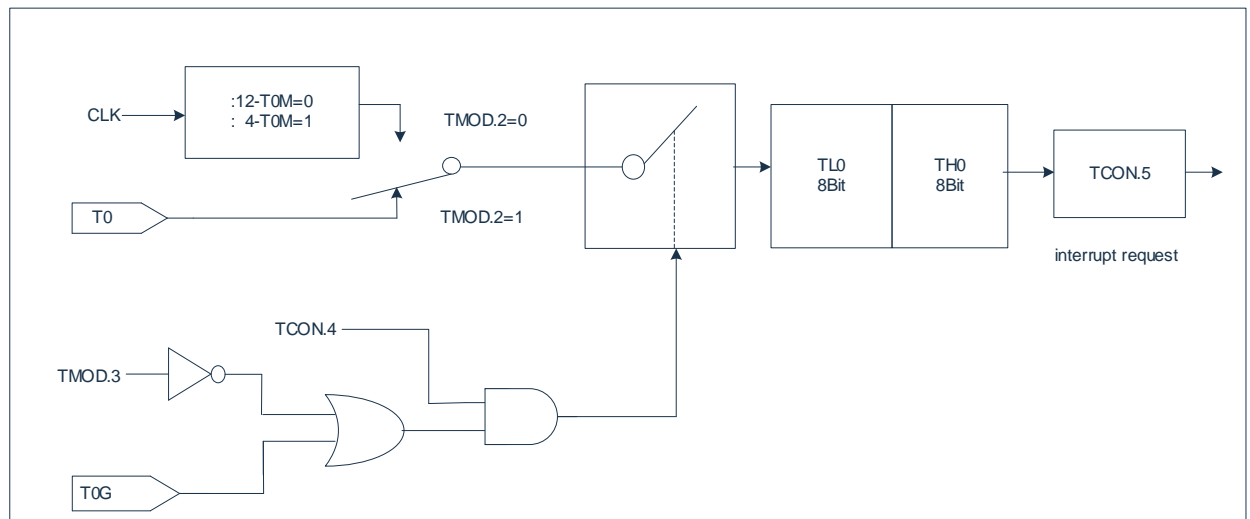 CLK
:12-T0M=0
: 4-T0M=1
TMOD.2=0
T0
TMOD.2=1
TL0
8Bit
TH0
8Bit
TCON.5
interrupt request
TCON.4
TMOD.3
T0G